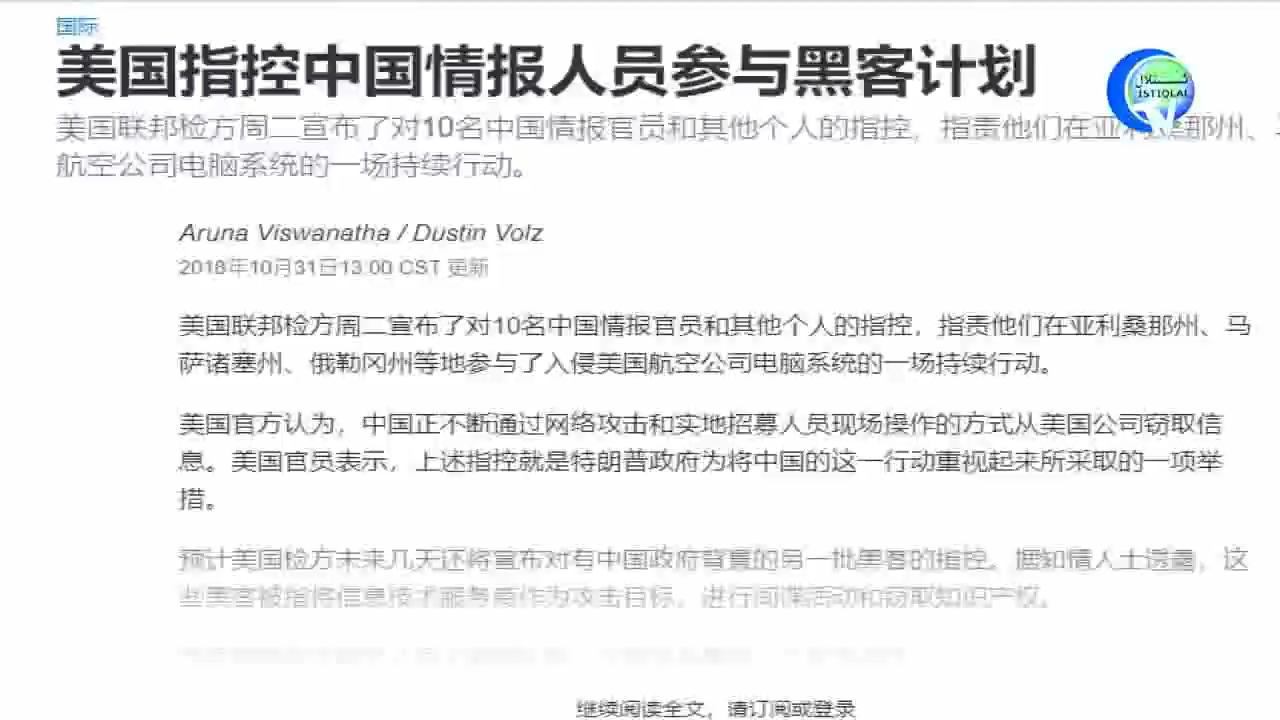 国际
美国指控中国情报人员参与黑客计划
美国联邦检方周二宣布了对10名中国情报官员和其他个人的指控，指责他们在亚利桑那州、
航空公司电脑系统的一场持续行动。
ISTIQLAL
Aruna Viswanatha / Dustin Volz
2018年10月31日13:00 CST 更新
美国联邦检方周二宣布了对10名中国情报官员和其他个人的指控，指责他们在亚利桑那州、马
萨诸塞州、俄勒冈州等地参与了入侵美国航空公司电脑系统的一场持续行动。
美国官方认为，中国正不断通过网络攻击和实地招募人员现场操作的方式从美国公司窃取信
息。美国官员表示，上述指控就是特朗普政府为将中国的这一行动重视起来所采取的一项举
措。
预计美国检方未来几天还将宣布对有中国政府背景的另一批黑客的指控。据知情人士透露，这
些黑客被指将信息技术服务商作为攻击目标，进行间谍活动和窃取知识产权。
继续阅读全文，请订阅或登录